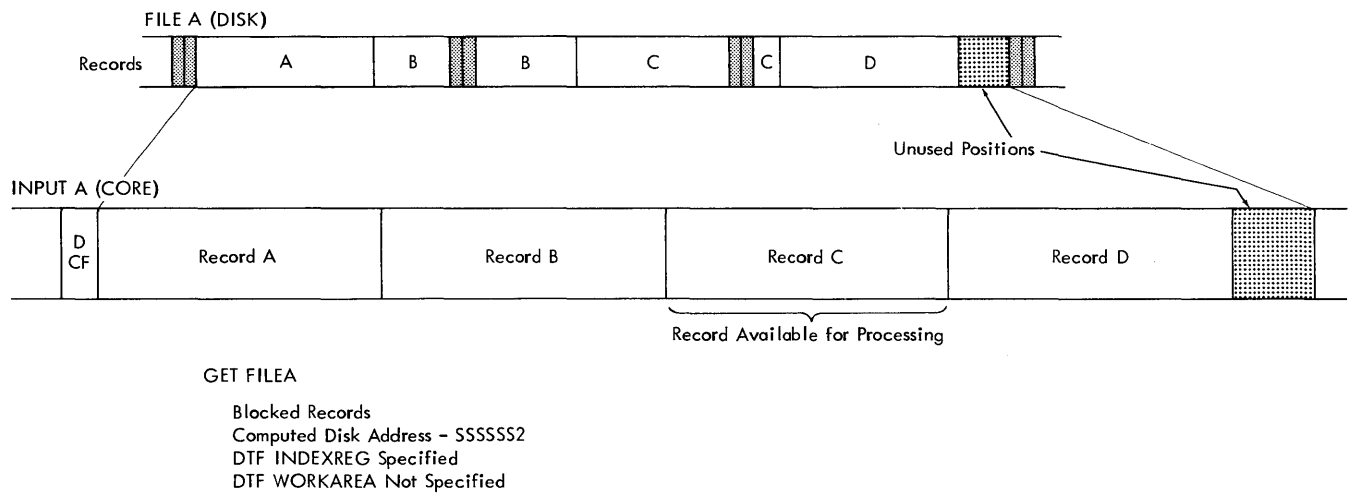 FILE A (DISK)
Records A B B C C D
Unused Positions
INPUT A (CORE)
D
CF
Record A Record B Record C Record D
Record Available for Processing
GET FILEA
Blocked Records
Computed Disk Address – SSSSSS2
DTF INDEXREG Specified
DTF WORKAREA Not Specified